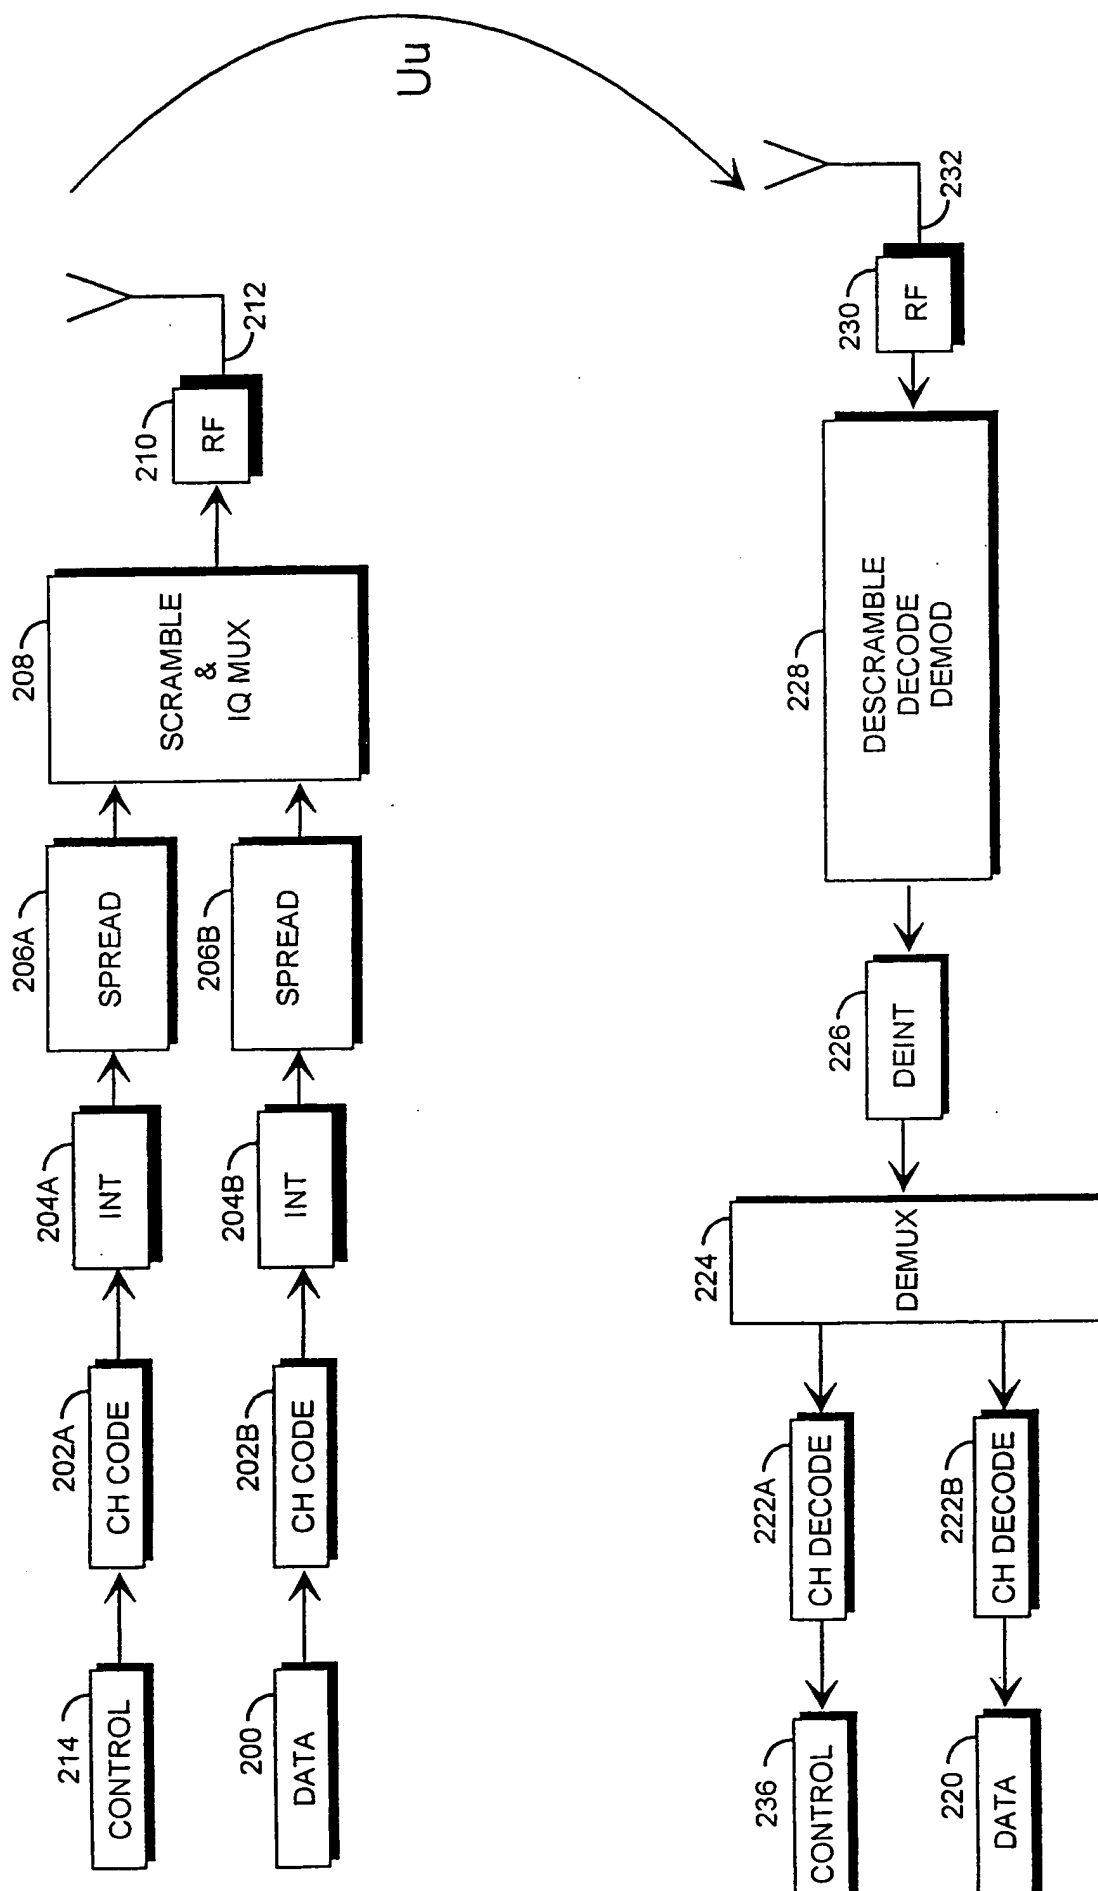 214
CONTROL
202A
CH CODE
204A
INT
206A
SPREAD
208
SCRAMBLE
&
IQ MUX
210
RF
212
200
DATA
202B
CH CODE
204B
INT
206B
SPREAD
Uu
236
CONTROL
222A
CH DECODE
224
DEMUX
226
DEINT
228
DESCRAMBLE
DECODE
DEMOD
230
RF
232
220
DATA
222B
CH DECODE